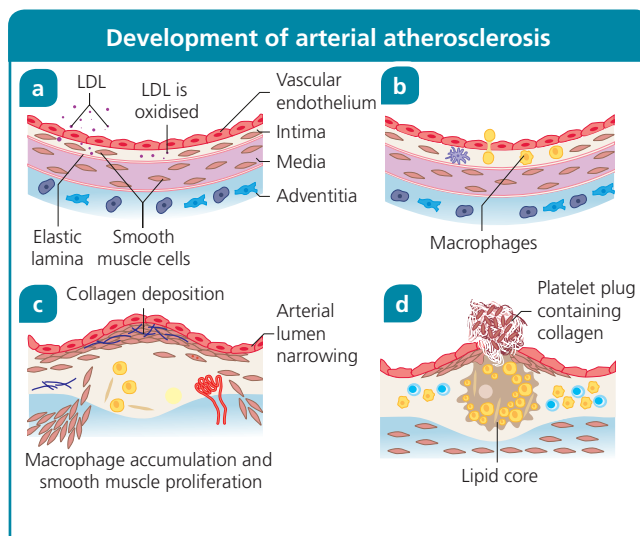 Development of arterial atherosclerosis
a
LDL
LDL is
oxidised
Vascular
endothelium
Intima
Media
Adventitia
Elastic
lamina
Smooth
muscle cells
b
Macrophages
c
Collagen deposition
Arterial
lumen
narrowing
Macrophage accumulation and
smooth muscle proliferation
d
Platelet plug
containing
collagen
Lipid core